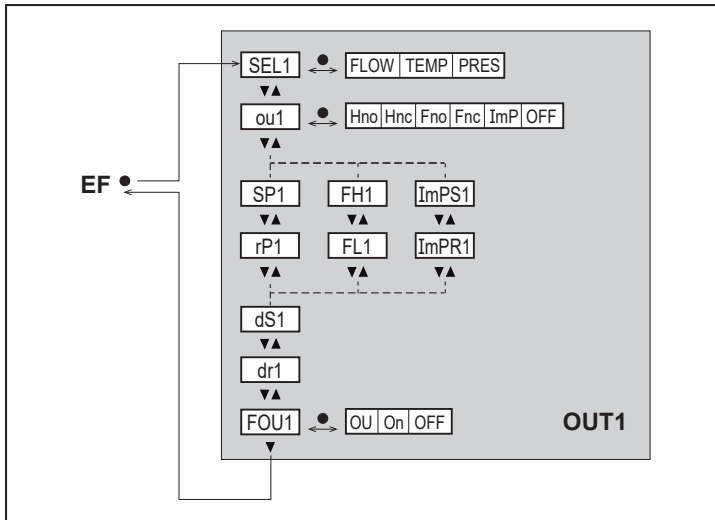 SEL1 FLOW TEMP PRES
ou1 Hno Hnc Fno Fnc ImP OFF
EF
SP1 FH1 ImPS1
rP1 FL1 ImPR1
dS1
dr1
FOU1 OU On OFF
OUT1